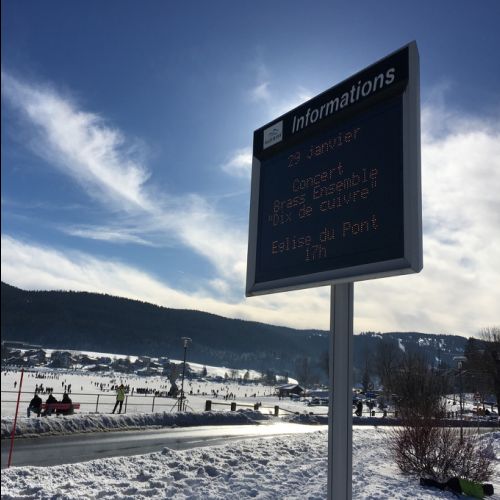 Informations
29 janvier
Concert
Brass Ensemble
"Dix de cuivre"
Eglise du Pont
17h